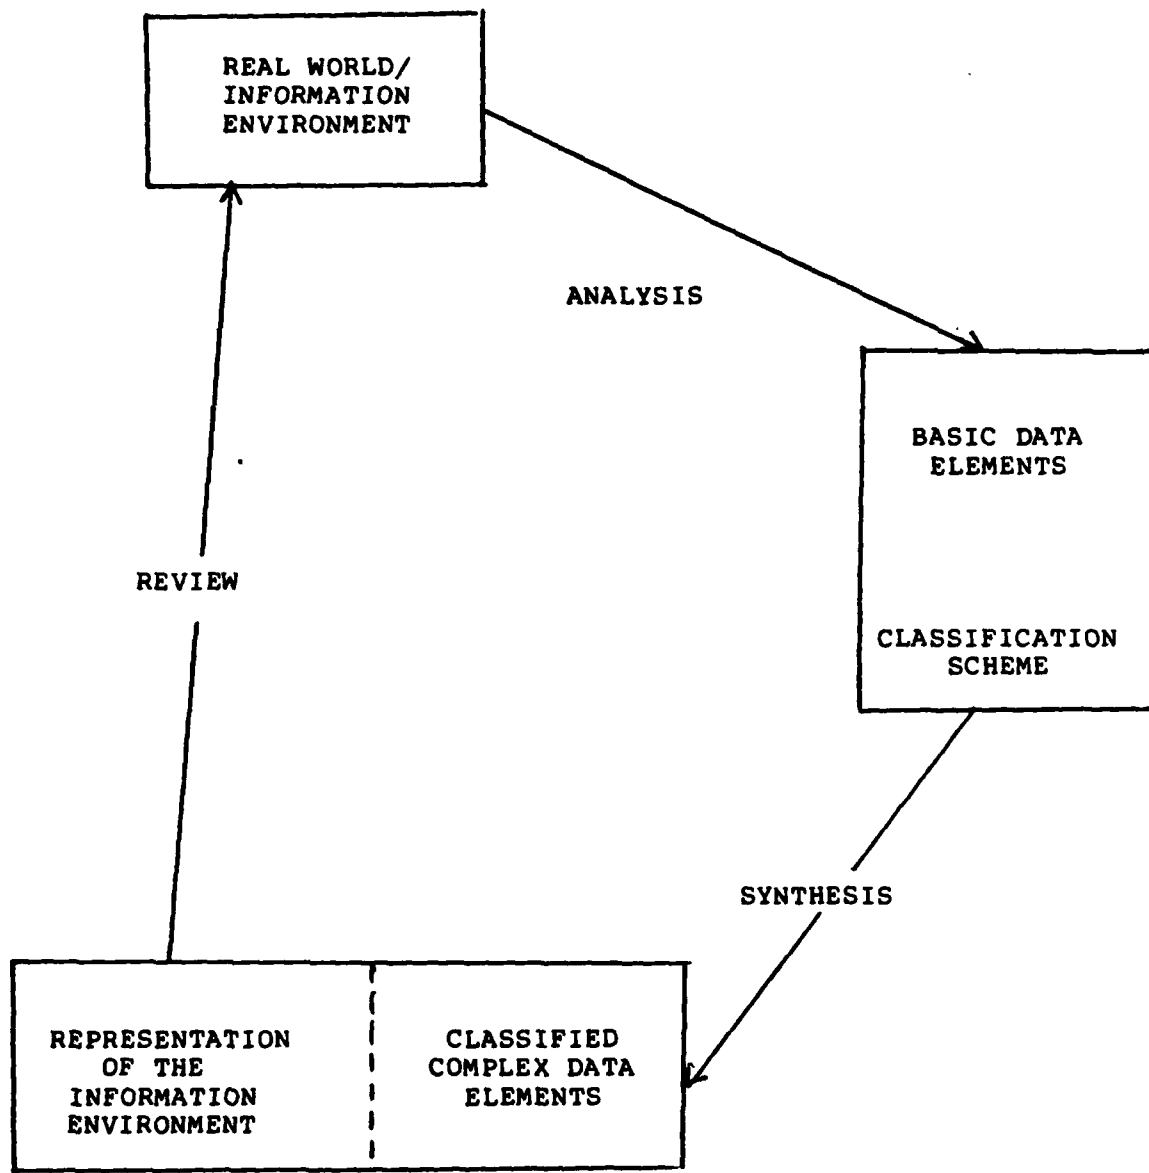 REAL WORLD/
INFORMATION
ENVIRONMENT
ANALYSIS
BASIC DATA
ELEMENTS
REVIEW
CLASSIFICATION
SCHEME
SYNTHESIS
REPRESENTATION
OF THE
INFORMATION
ENVIRONMENT
CLASSIFIED
COMPLEX DATA
ELEMENTS